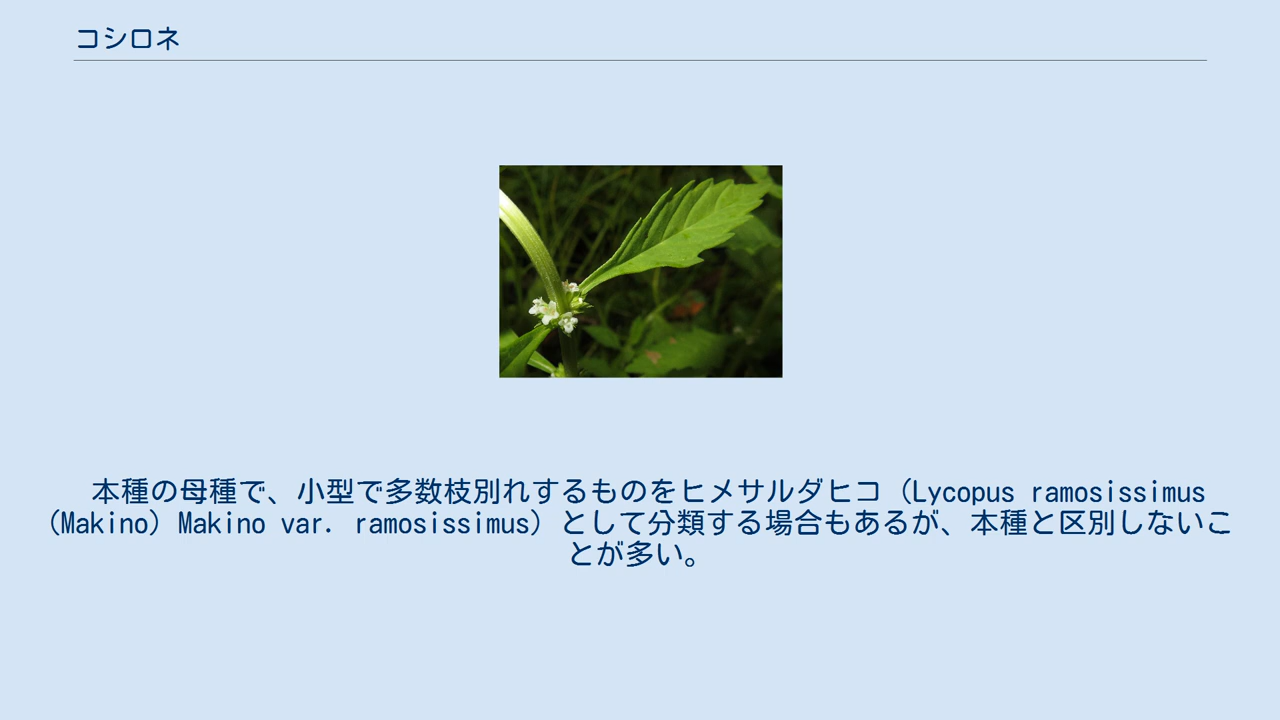 コシロネ
本種の母種で、小型で多数枝別れするものをヒメサルダヒコ（Lycopus ramosissimus
(Makino) Makino var. ramosissimus）として分類する場合もあるが、本種と区別しないこ
とが多い。